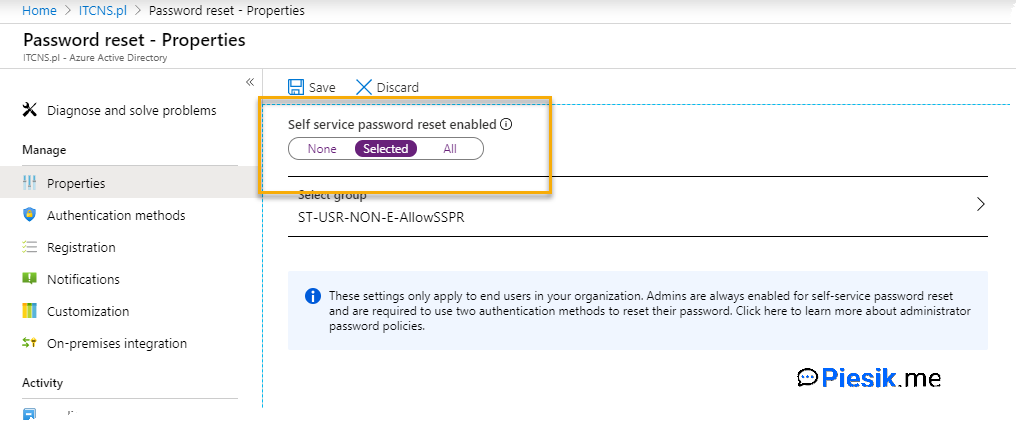 Home > ITCNS.pl > Password reset - Properties
Password reset - Properties
ITCNS.pl - Azure Active Directory
«
Diagnose and solve problems
Manage
Properties
Authentication methods
Registration
Notifications
Customization
On-premises integration
Activity
Save Discard
Self service password reset enabled
None Selected All
Select group
ST-USR-NON-E-AllowSSPR
These settings only apply to end users in your organization. Admins are always enabled for self-service password reset
and are required to use two authentication methods to reset their password. Click here to learn more about administrator
password policies.
Piesik.me